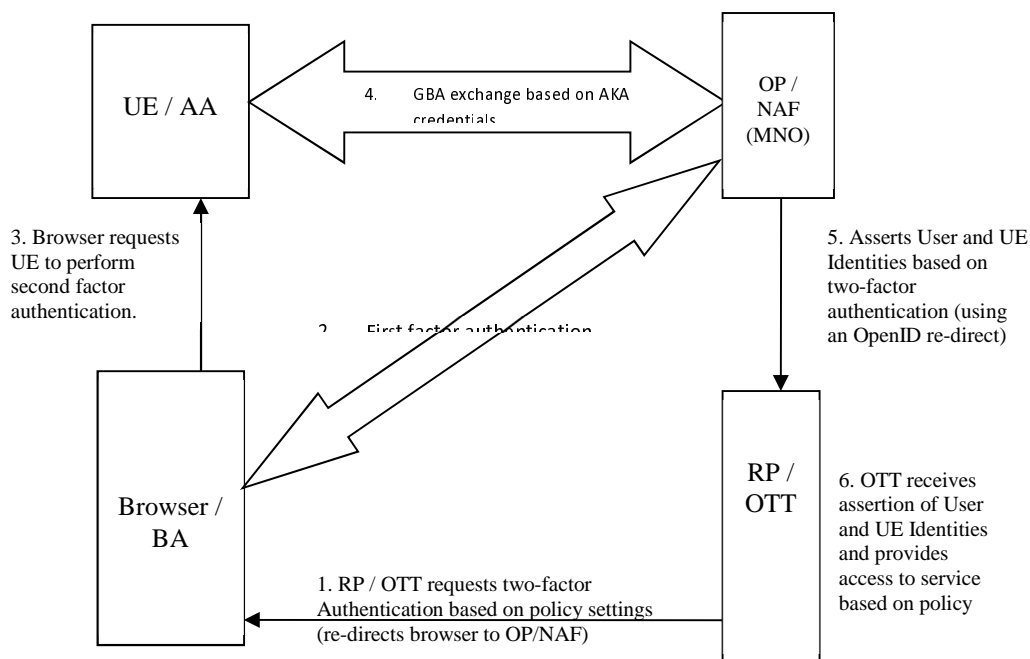 UE / AA
4. GBA exchange based on AKA
credentials
OP /
NAF
(MNO)
3. Browser requests
UE to perform
second factor
authentication.
5. Asserts User and UE
Identities based on
two-factor
authentication (using
an OpenID re-direct)
2. First factor authentication
Browser /
BA
RP /
OTT
6. OTT receives
assertion of User
and UE Identities
and provides
access to service
based on policy
1. RP / OTT requests two-factor
Authentication based on policy settings
(re-directs browser to OP/NAF)